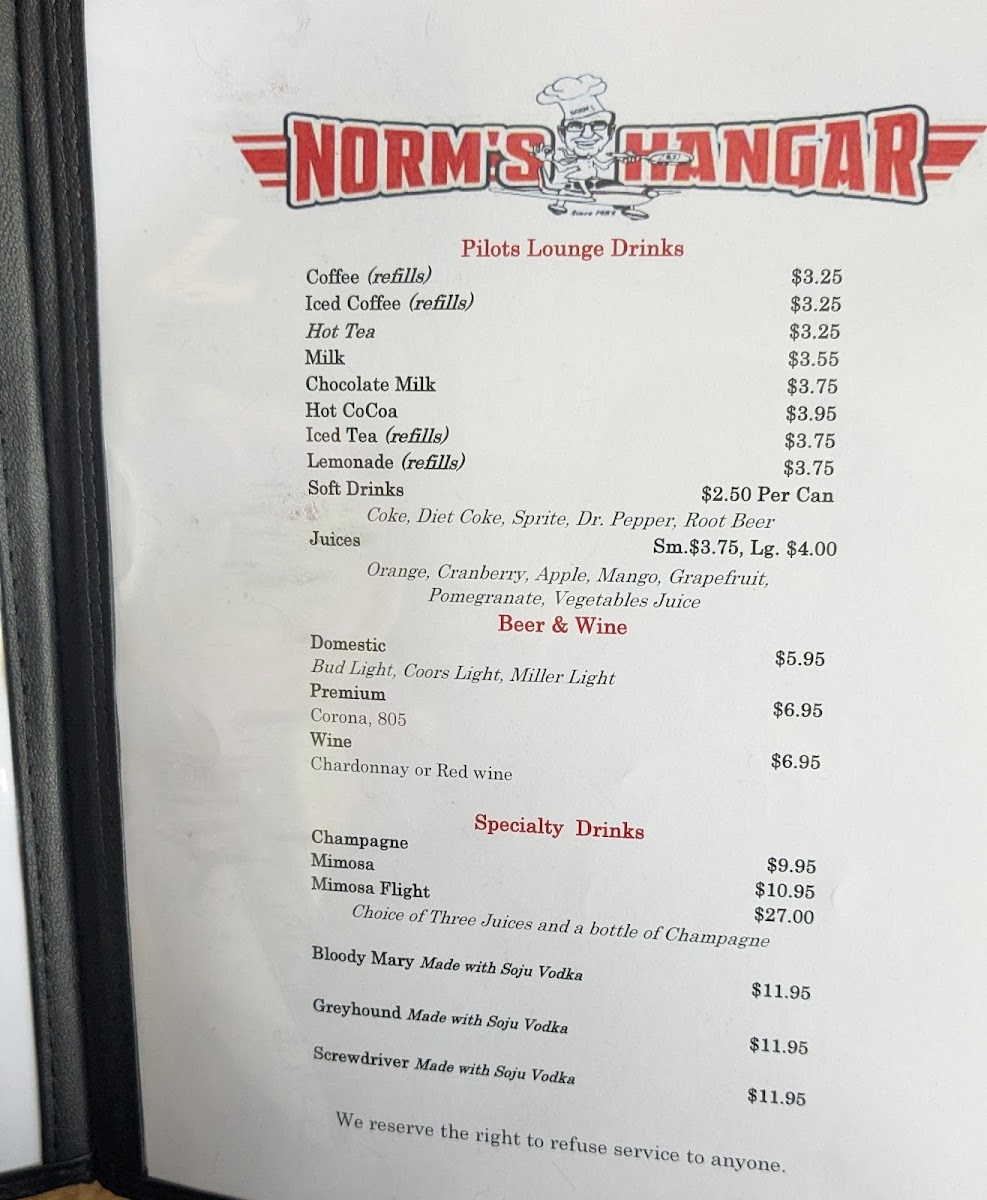 NORM'S HANGAR
NORM'S
Since 1984
Pilots Lounge Drinks
Coffee (refills) $3.25
Iced Coffee (refills) $3.25
Hot Tea $3.25
Milk $3.55
Chocolate Milk $3.75
Hot CoCoa $3.95
Iced Tea (refills) $3.75
Lemonade (refills) $3.75
Soft Drinks $2.50 Per Can
Coke, Diet Coke, Sprite, Dr. Pepper, Root Beer
Juices Sm.$3.75, Lg. $4.00
Orange, Cranberry, Apple, Mango, Grapefruit,
Pomegranate, Vegetables Juice
Beer & Wine
Domestic $5.95
Bud Light, Coors Light, Miller Light
Premium $6.95
Corona, 805
Wine $6.95
Chardonnay or Red wine
Specialty Drinks
Champagne $9.95
Mimosa $10.95
Mimosa Flight $27.00
Choice of Three Juices and a bottle of Champagne
Bloody Mary Made with Soju Vodka $11.95
Greyhound Made with Soju Vodka $11.95
Screwdriver Made with Soju Vodka $11.95
We reserve the right to refuse service to anyone.